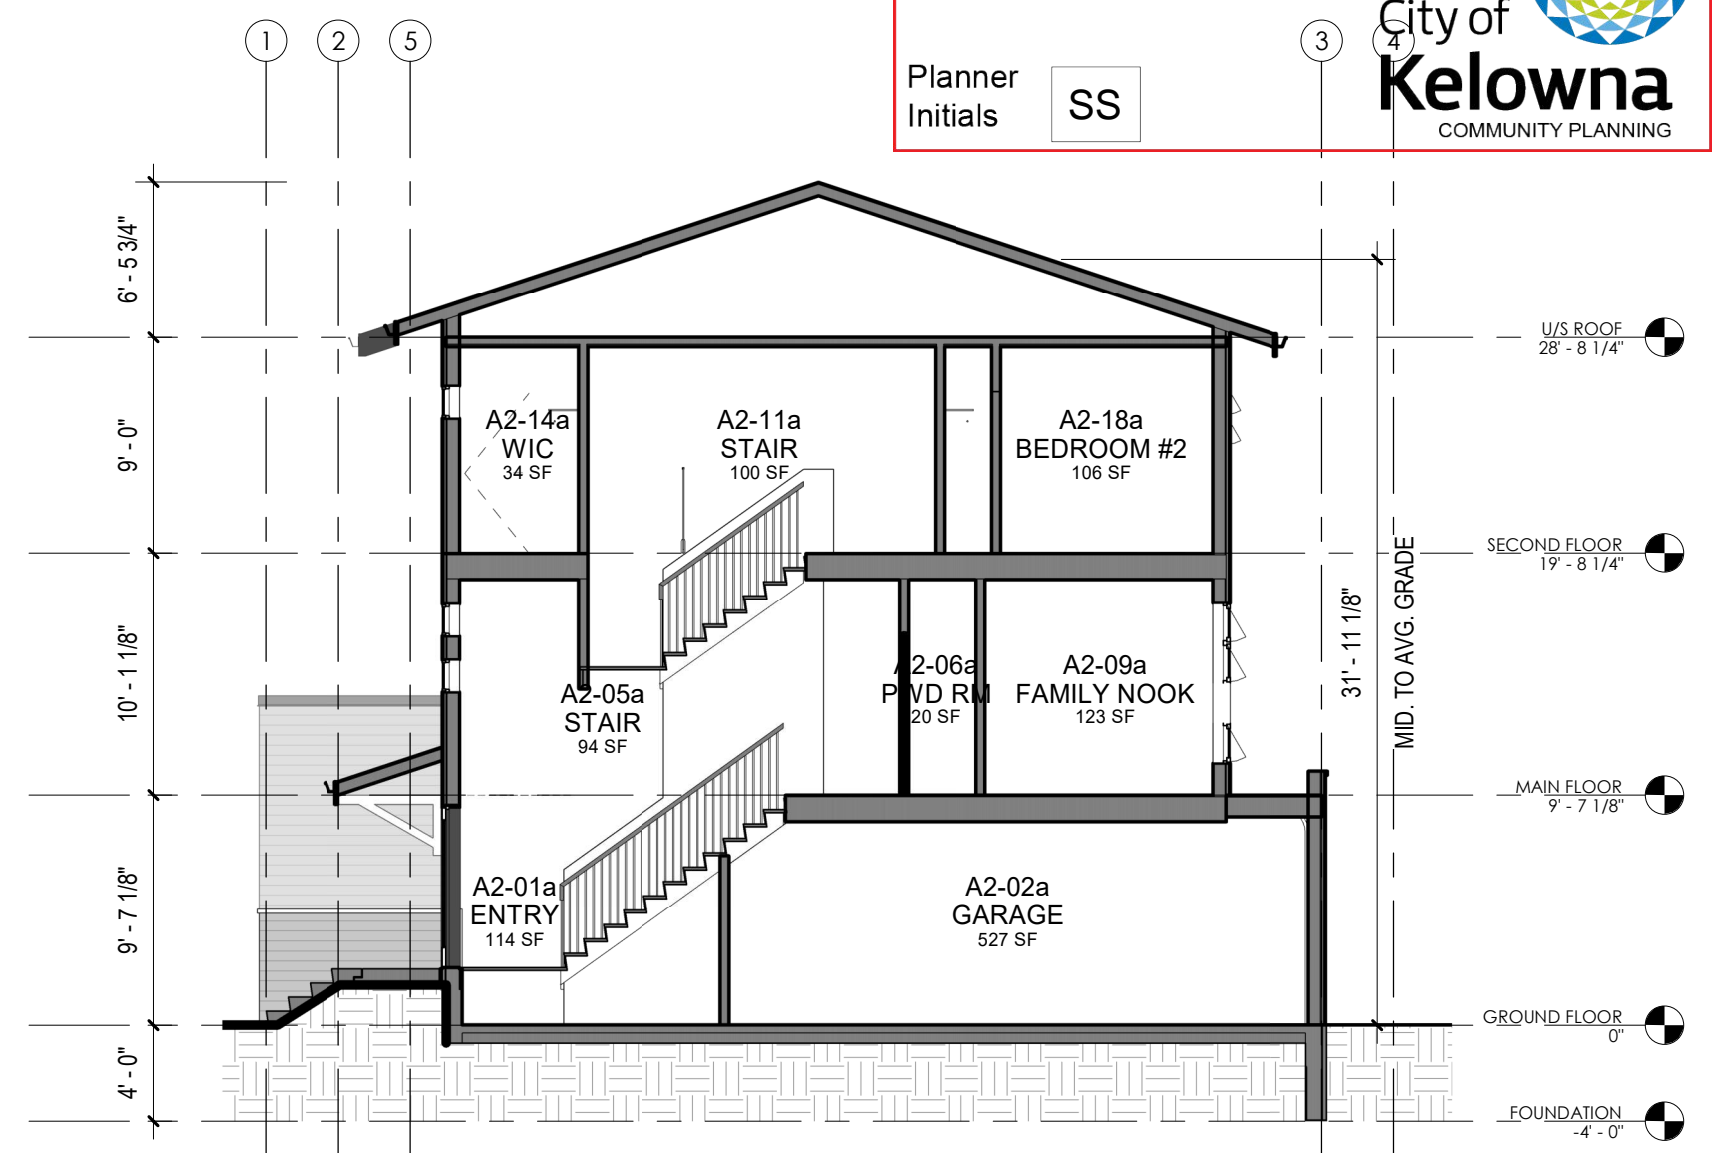 1 2 5 3 4
City of
Kelowna
COMMUNITY PLANNING
Planner
Initials
SS
6' - 5 3/4"
9' - 0"
10' - 1 1/8"
9' - 7 1/8"
4' - 0"
A2-14a
WIC
34 SF
A2-11a
STAIR
100 SF
A2-18a
BEDROOM #2
106 SF
A2-05a
STAIR
94 SF
A2-06a
PWD RM
20 SF
A2-09a
FAMILY NOOK
123 SF
A2-01a
ENTRY
114 SF
A2-02a
GARAGE
527 SF
31' - 11 1/8"
MID. TO AVG. GRADE
U/S ROOF
28' - 8 1/4"
SECOND FLOOR
19' - 8 1/4"
MAIN FLOOR
9' - 7 1/8"
GROUND FLOOR
0"
FOUNDATION
-4' - 0"